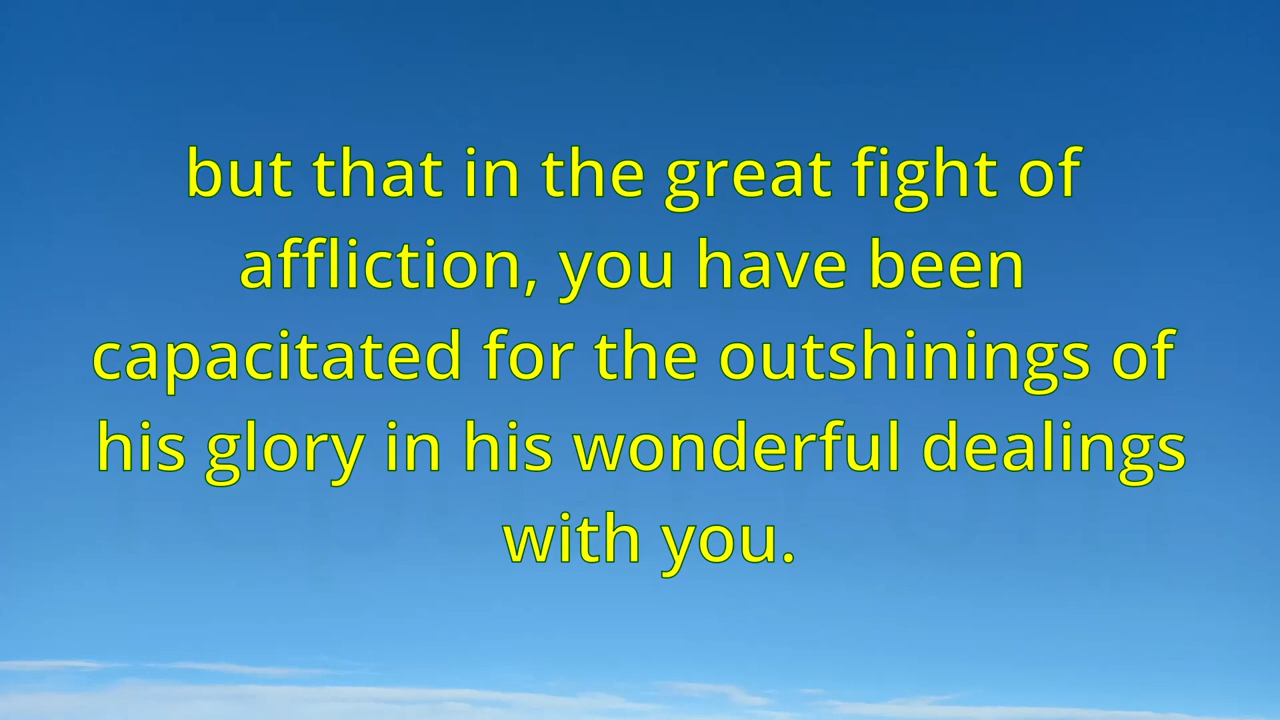 but that in the great fight of
affliction, you have been
capacitated for the outshinings of
his glory in his wonderful dealings
with you.